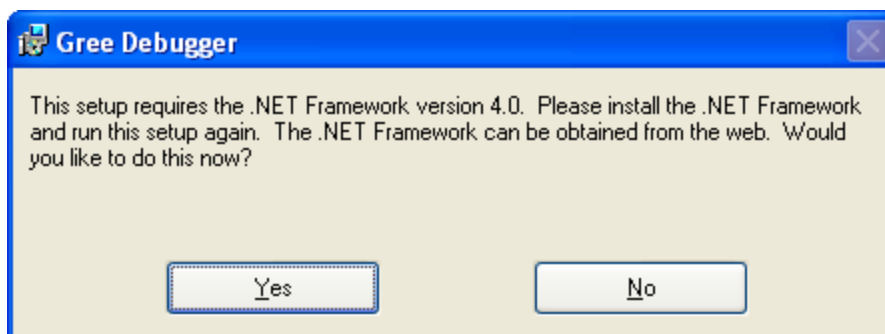 Gree Debugger
This setup requires the .NET Framework version 4.0.  Please install the .NET Framework
and run this setup again.  The .NET Framework can be obtained from the web.  Would
you like to do this now?
Yes No